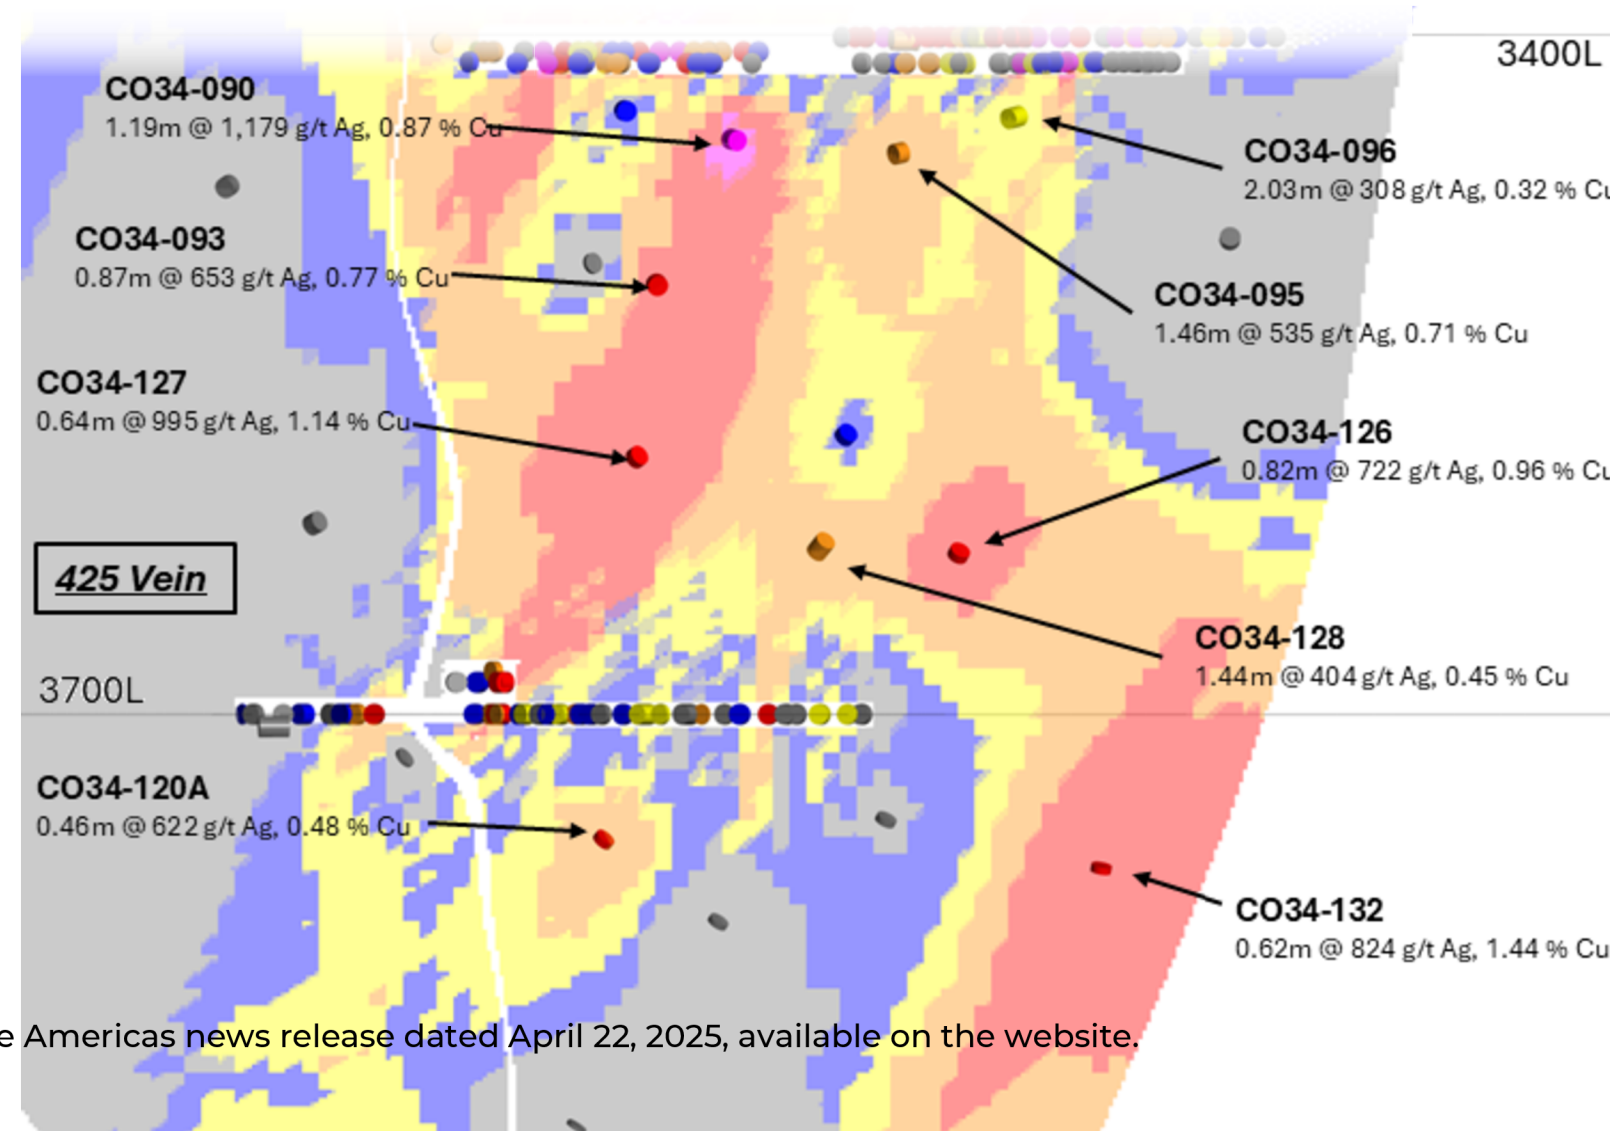 3400L
CO34-090
1.19m @ 1,179 g/t Ag, 0.87 % Cu
CO34-096
2.03m @ 308 g/t Ag, 0.32 % Cu
CO34-093
0.87m @ 653 g/t Ag, 0.77 % Cu
CO34-095
1.46m @ 535 g/t Ag, 0.71 % Cu
CO34-127
0.64m @ 995 g/t Ag, 1.14 % Cu
CO34-126
0.82m @ 722 g/t Ag, 0.96 % Cu
425 Vein
CO34-128
1.44m @ 404 g/t Ag, 0.45 % Cu
3700L
CO34-120A
0.46m @ 622 g/t Ag, 0.48 % Cu
CO34-132
0.62m @ 824 g/t Ag, 1.44 % Cu
e Americas news release dated April 22, 2025, available on the website.